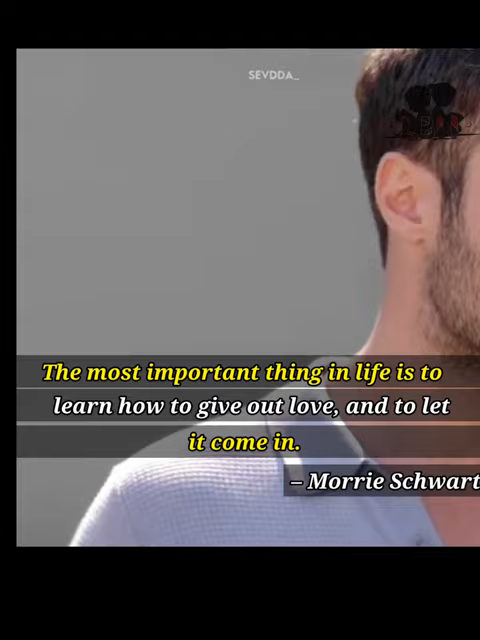 SEVDDA_
The most important thing in life is to
learn how to give out love, and to let
it come in.
– Morrie Schwart